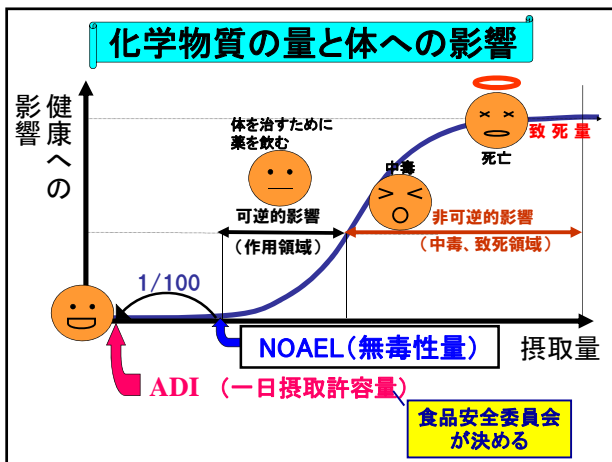 化学物質の量と体への影響
健康への
影響
体を治すために
薬を飲む
中毒
死亡
致死量
可逆的影響
(作用領域)
非可逆的影響
(中毒、致死領域)
1/100
NOAEL(無毒性量)
摂取量
ADI (一日摂取許容量)
食品安全委員会
が決める